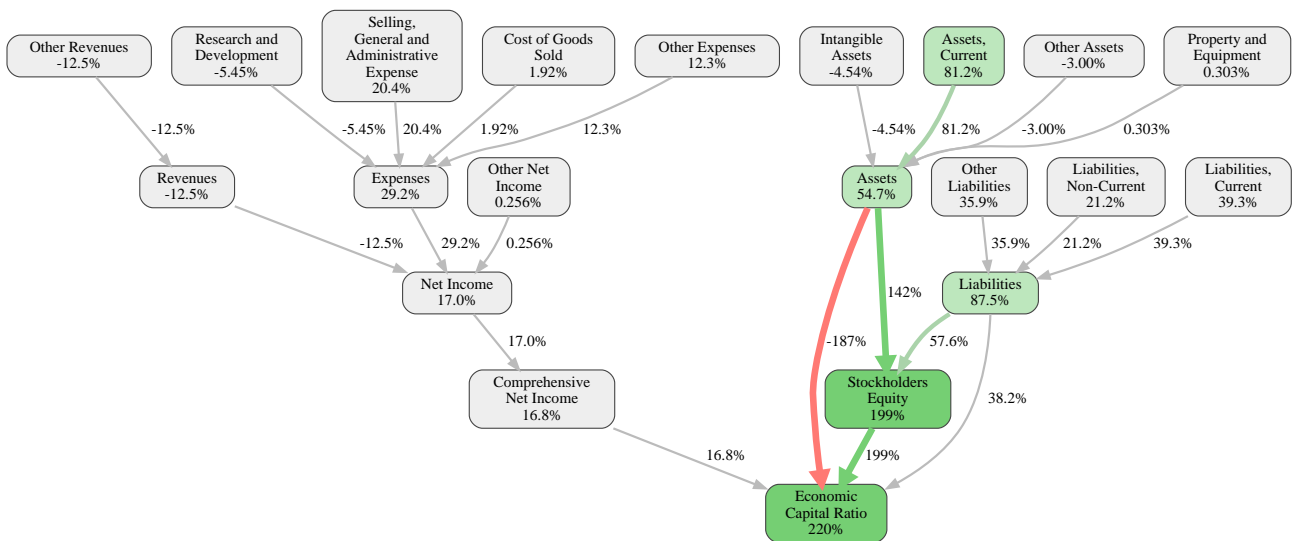 Other Revenues
-12.5%
Research and
Development
-5.45%
Selling,
General and
Administrative
Expense
20.4%
Cost of Goods
Sold
1.92%
Other Expenses
12.3%
Intangible
Assets
-4.54%
Assets,
Current
81.2%
Other Assets
-3.00%
Property and
Equipment
0.303%
-12.5%
-5.45%
20.4%
1.92%
12.3%
-4.54%
81.2%
-3.00%
0.303%
Revenues
-12.5%
Expenses
29.2%
Other Net
Income
0.256%
Assets
54.7%
Other
Liabilities
35.9%
Liabilities,
Non-Current
21.2%
Liabilities,
Current
39.3%
-12.5%
29.2%
0.256%
35.9%
21.2%
39.3%
Net Income
17.0%
142%
Liabilities
87.5%
17.0%
-187%
57.6%
Comprehensive
Net Income
16.8%
Stockholders
Equity
199%
38.2%
16.8%
199%
Economic
Capital Ratio
220%